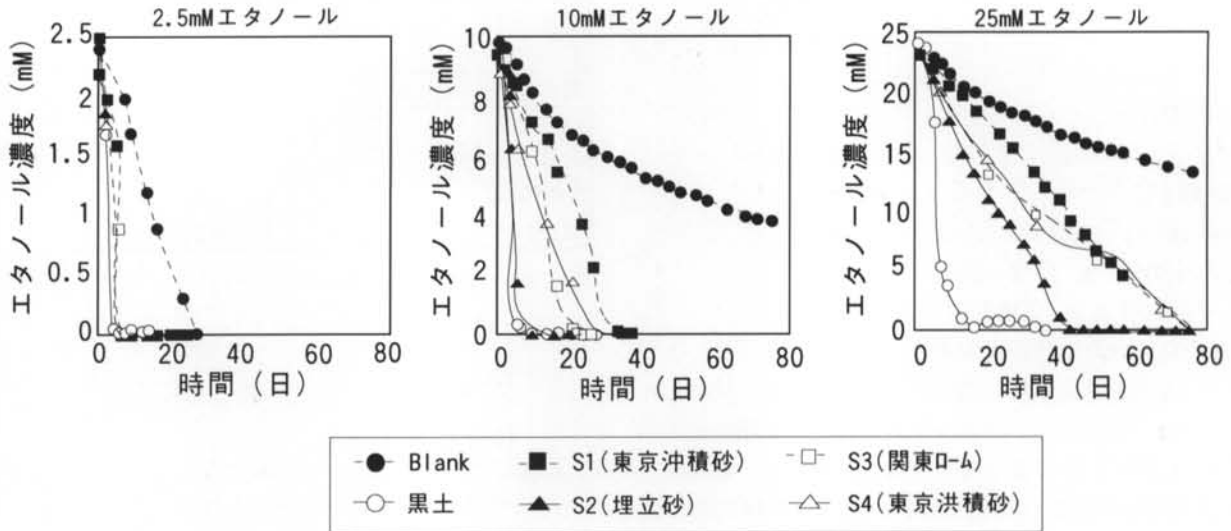 2.5mMエタノール
10mMエタノール
25mMエタノール
エタノール濃度 (mM)
2.5
2
1.5
1
0.5
0
0 20 40 60 80
時間(日)
エタノール濃度 (mM)
10
8
6
4
2
0
0 20 40 60 80
時間(日)
エタノール濃度 (mM)
25
20
15
10
5
0
0 20 40 60 80
時間(日)
Blank S1(東京沖積砂) S3(関東ローム)
黒土 S2(埋立砂) S4(東京洪積砂)